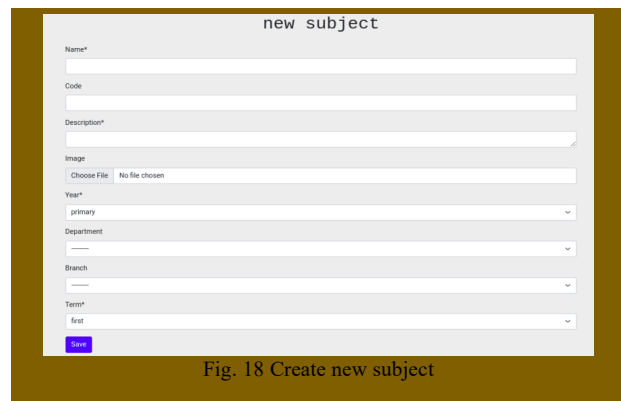 new subject
Name*
Code
Description*
Image
Choose File No file chosen
Year*
primary
Department
Branch
Term*
first
Save
Fig. 18 Create new subject